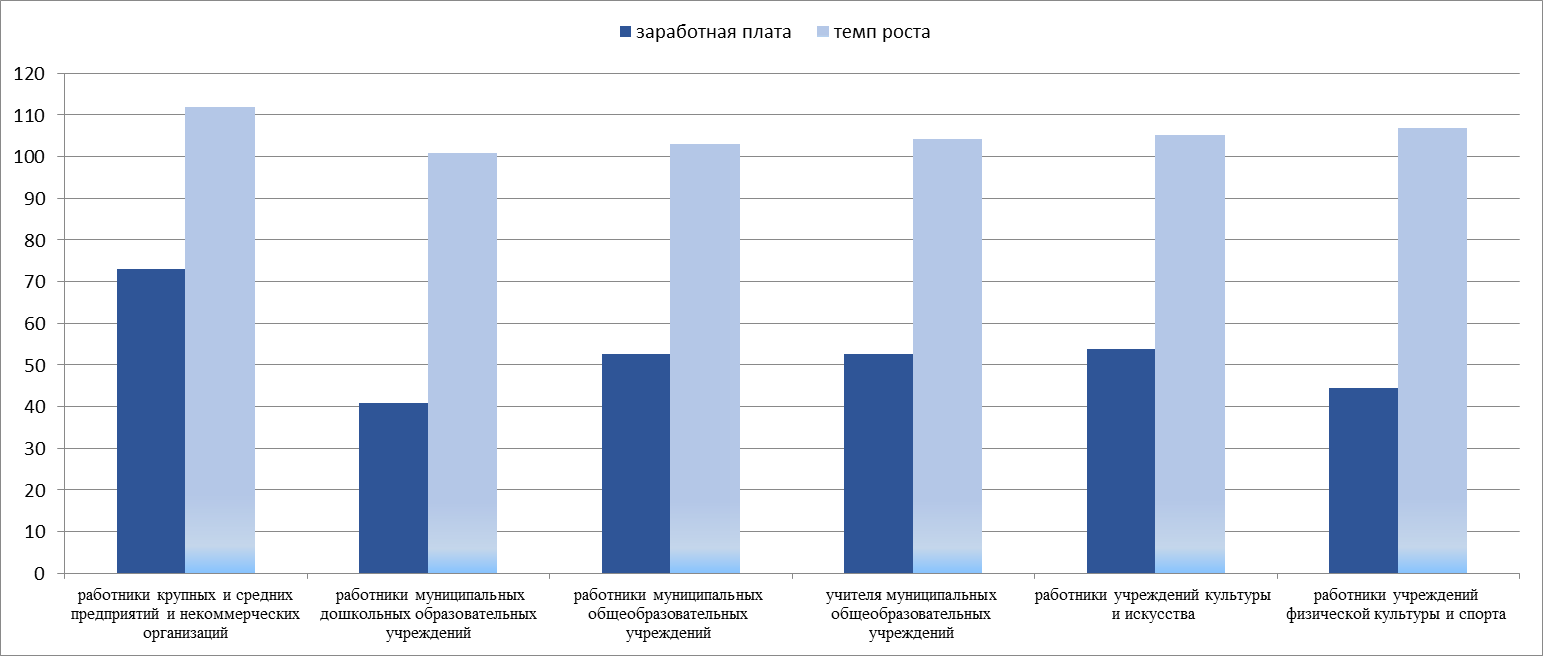 заработная плата темп роста
120
110
100
90
80
70
60
50
40
30
20
10
0
работники крупных и средних
предприятий и некоммерческих
организаций
работники муниципальных
дошкольных образовательных
учреждений
работники муниципальных
общеобразовательных
учреждений
учителя муниципальных
общеобразовательных
учреждений
работники учреждений культуры
и искусства
работники учреждений
физической культуры и спорта